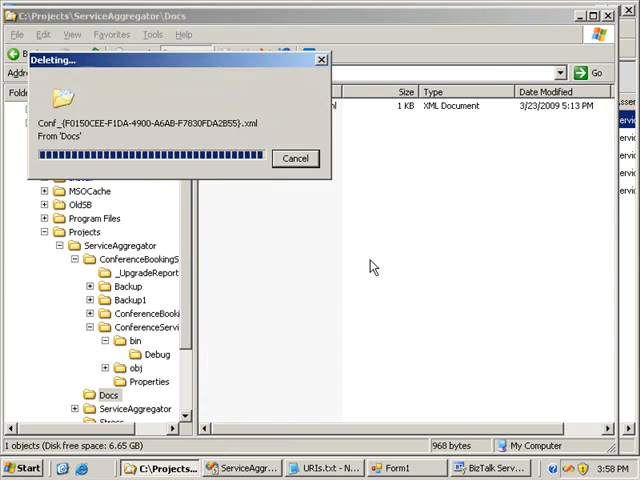 C:\Projects\ServiceAggregator\Docs
File Edit View Favorites Tools Help
Deleting...
Conf_{F0150CEE-F1DA-4900-A6AB-F7830FDA2B55}.xml
From 'Docs'
Cancel
Go
Size Type Date Modified
1 KB XML Document 3/23/2009 5:13 PM
MSOCache
OldSB
Program Files
Projects
ServiceAggregator
ConferenceBookingS
_UpgradeReport
Backup
Backup1
ConferenceBooki
ConferenceServi
bin
Debug
obj
Properties
Docs
ServiceAggregator
1 objects (Disk free space: 6.65 GB) 968 bytes My Computer
Start C:\Projects... ServiceAggr... URIs.txt - N... Form1 BizTalk Serv... 3:58 PM